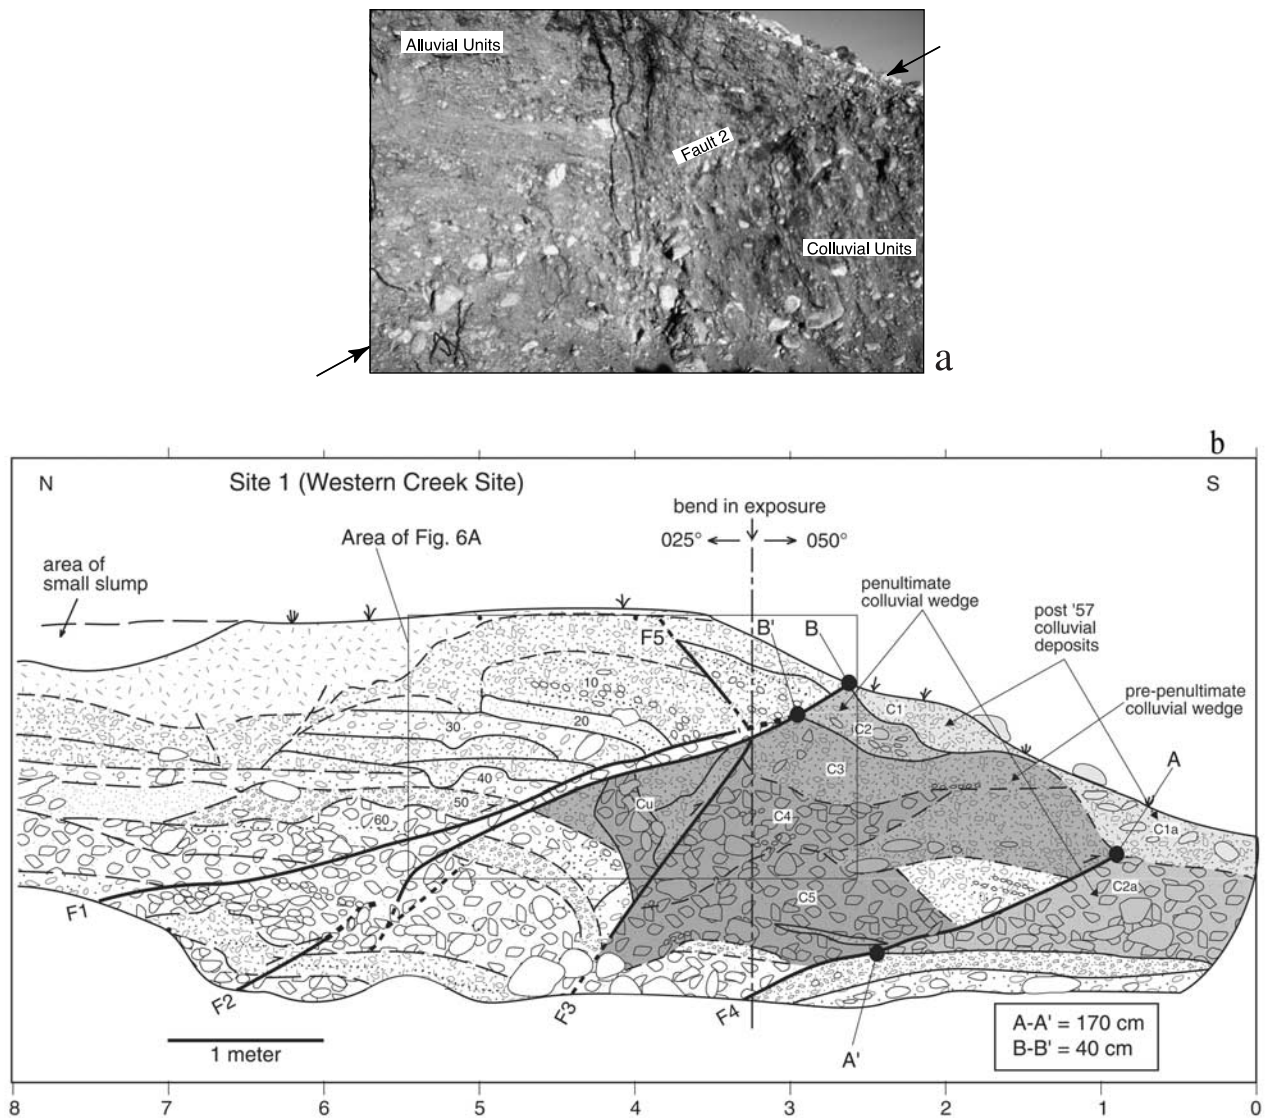 Alluvial Units
Fault 2
Colluvial Units
a
b
N
Site 1 (Western Creek Site)
S
bend in exposure
Area of Fig. 6A
025°
050°
area of
small slump
penultimate
colluvial wedge
post '57
colluvial
deposits
B'
B
F5
pre-penultimate
colluvial wedge
10
C1
20
C2
30
C3
A
40
Cu
50
C4
60
C1a
C2a
C5
F1
F2
F3
F4
A-A' = 170 cm
B-B' = 40 cm
1 meter
A'
8
7
6
5
4
3
2
1
0